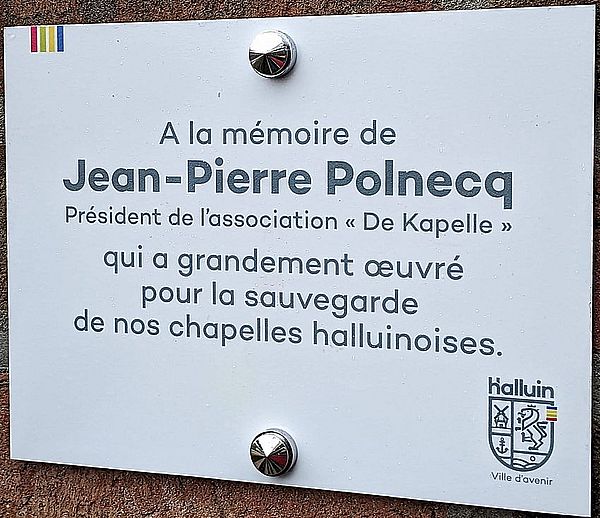 A la mémoire de
Jean-Pierre Polnecq
Président de l'association « De Kapelle »
qui a grandement œuvré
pour la sauvegarde
de nos chapelles halluinoises.
halluin
Ville d'avenir